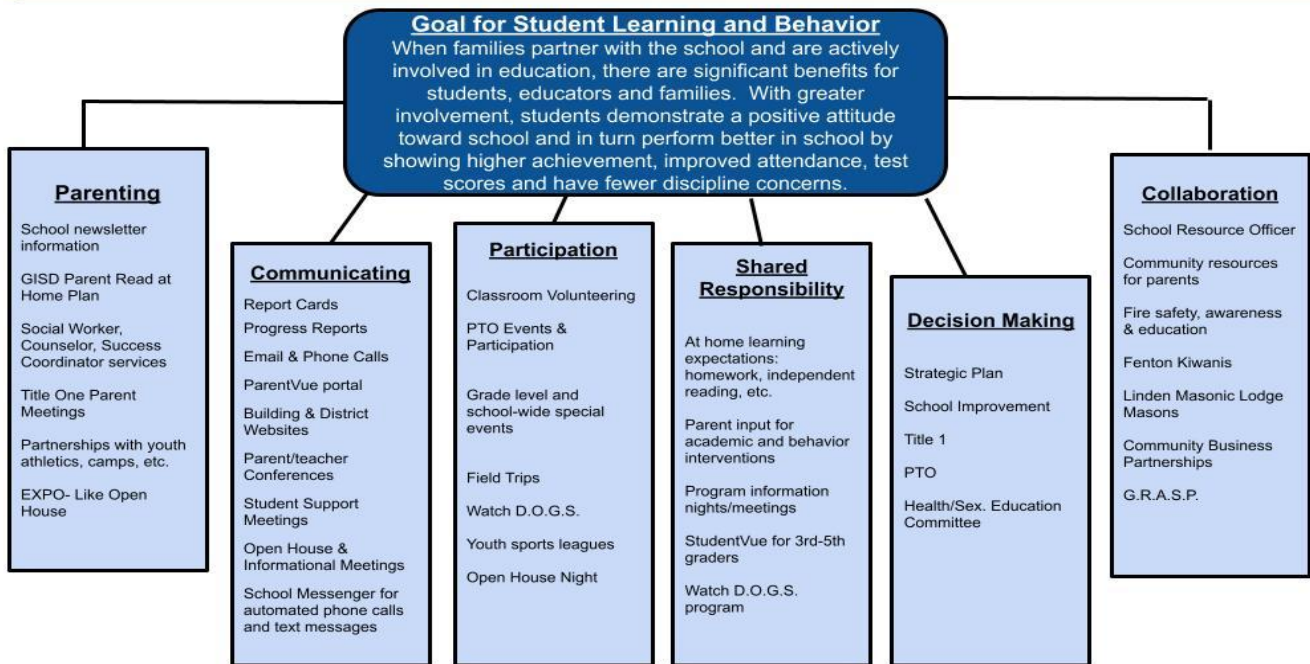 Goal for Student Learning and Behavior
When families partner with the school and are actively
involved in education, there are significant benefits for
students, educators and families. With greater
involvement, students demonstrate a positive attitude
toward school and in turn perform better in school by
showing higher achievement, improved attendance, test
scores and have fewer discipline concerns.
Parenting
School newsletter
information
GISD Parent Read at
Home Plan
Social Worker,
Counselor, Success
Coordinator services
Title One Parent
Meetings
Partnerships with youth
athletics, camps, etc.
EXPO- Like Open
House
Communicating
Report Cards
Progress Reports
Email & Phone Calls
ParentVue portal
Building & District
Websites
Parent/teacher
Conferences
Student Support
Meetings
Open House &
Informational Meetings
School Messenger for
automated phone calls
and text messages
Participation
Classroom Volunteering
PTO Events &
Participation
Grade level and
school-wide special
events
Field Trips
Watch D.O.G.S.
Youth sports leagues
Open House Night
Shared
Responsibility
At home learning
expectations:
homework, independent
reading, etc.
Parent input for
academic and behavior
interventions
Program information
nights/meetings
StudentVue for 3rd-5th
graders
Watch D.O.G.S.
program
Decision Making
Strategic Plan
School Improvement
Title 1
PTO
Health/Sex. Education
Committee
Collaboration
School Resource Officer
Community resources
for parents
Fire safety, awareness
& education
Fenton Kiwanis
Linden Masonic Lodge
Masons
Community Business
Partnerships
G.R.A.S.P.